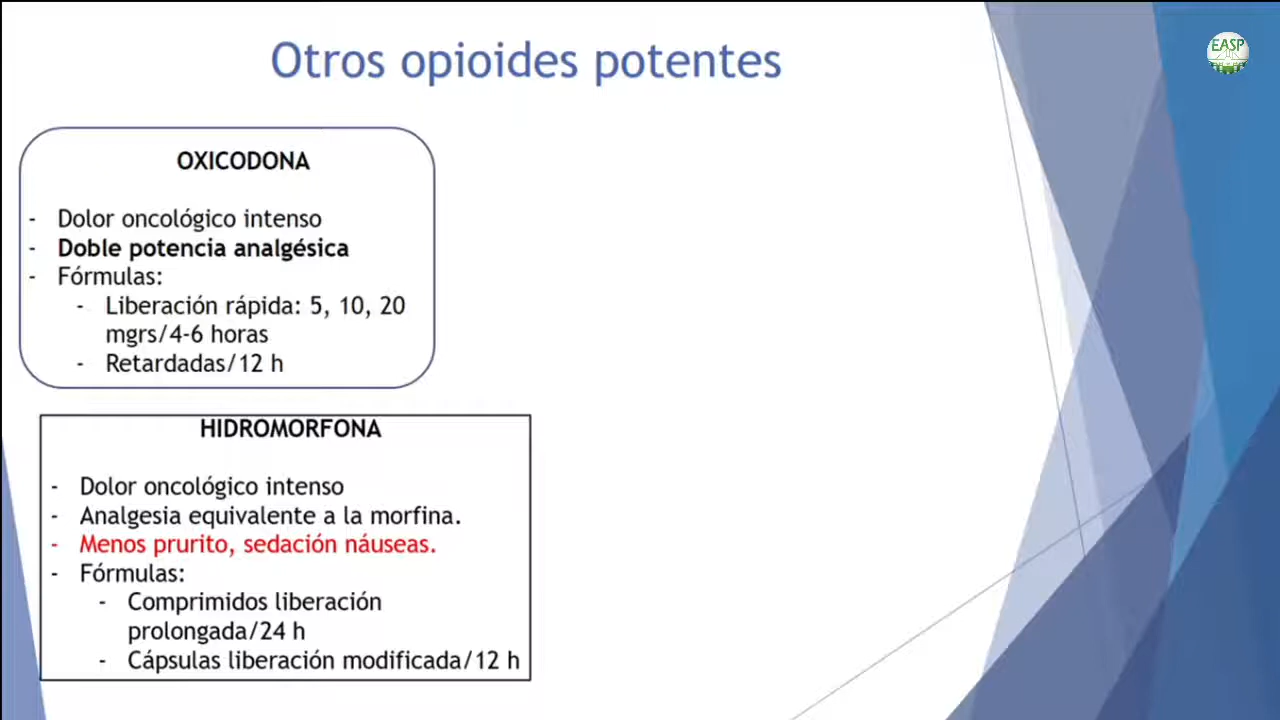 Otros opioides potentes
EASP
OXICODONA
- Dolor oncológico intenso
- Doble potencia analgésica
- Fórmulas:
- Liberación rápida: 5, 10, 20
mgrs/4-6 horas
- Retardadas/12 h
HIDROMORFONA
- Dolor oncológico intenso
- Analgesia equivalente a la morfina.
- Menos prurito, sedación náuseas.
- Fórmulas:
- Comprimidos liberación
prolongada/24 h
- Cápsulas liberación modificada/12 h